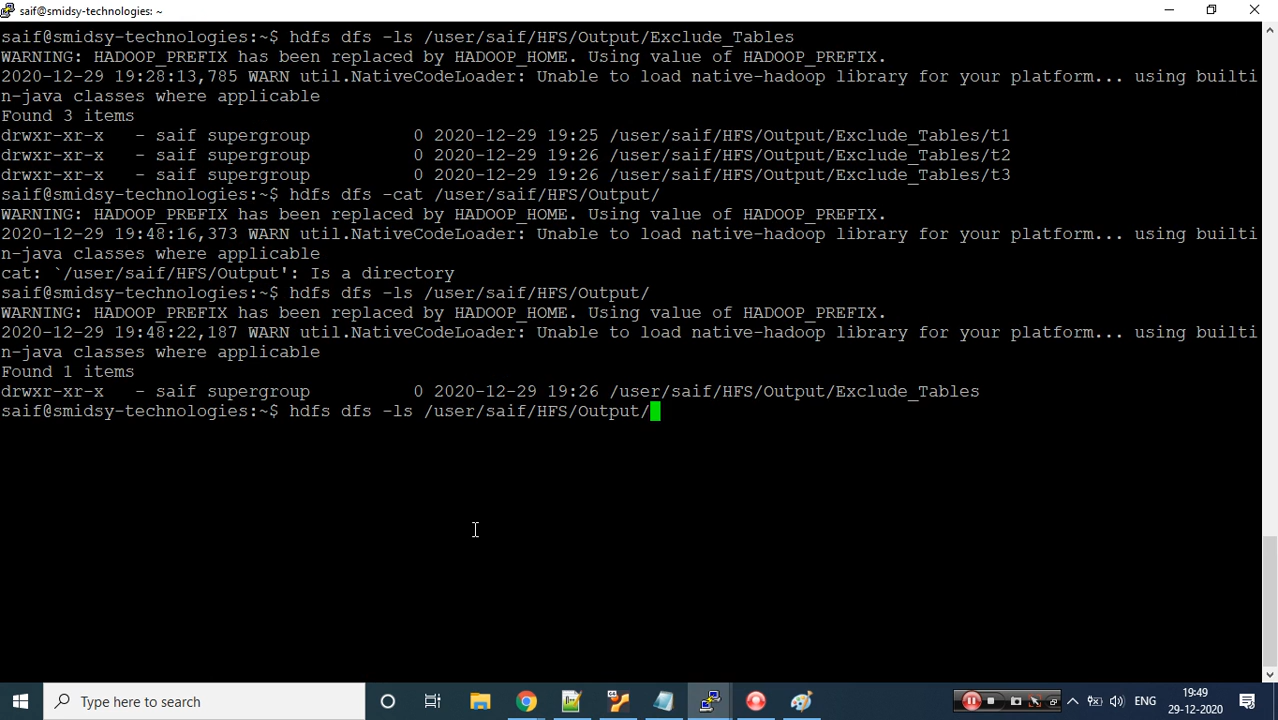 saif@smidsy-technologies: ~
saif@smidsy-technologies:~$ hdfs dfs -ls /user/saif/HFS/Output/Exclude_Tables
WARNING: HADOOP_PREFIX has been replaced by HADOOP_HOME. Using value of HADOOP_PREFIX.
2020-12-29 19:28:13,785 WARN util.NativeCodeLoader: Unable to load native-hadoop library for your platform... using builti
n-java classes where applicable
Found 3 items
drwxr-xr-x   - saif supergroup          0 2020-12-29 19:25 /user/saif/HFS/Output/Exclude_Tables/t1
drwxr-xr-x   - saif supergroup          0 2020-12-29 19:26 /user/saif/HFS/Output/Exclude_Tables/t2
drwxr-xr-x   - saif supergroup          0 2020-12-29 19:26 /user/saif/HFS/Output/Exclude_Tables/t3
saif@smidsy-technologies:~$ hdfs dfs -cat /user/saif/HFS/Output/
WARNING: HADOOP_PREFIX has been replaced by HADOOP_HOME. Using value of HADOOP_PREFIX.
2020-12-29 19:48:16,373 WARN util.NativeCodeLoader: Unable to load native-hadoop library for your platform... using builti
n-java classes where applicable
cat: `/user/saif/HFS/Output': Is a directory
saif@smidsy-technologies:~$ hdfs dfs -ls /user/saif/HFS/Output/
WARNING: HADOOP_PREFIX has been replaced by HADOOP_HOME. Using value of HADOOP_PREFIX.
2020-12-29 19:48:22,187 WARN util.NativeCodeLoader: Unable to load native-hadoop library for your platform... using builti
n-java classes where applicable
Found 1 items
drwxr-xr-x   - saif supergroup          0 2020-12-29 19:26 /user/saif/HFS/Output/Exclude_Tables
saif@smidsy-technologies:~$ hdfs dfs -ls /user/saif/HFS/Output/
Type here to search
ENG
19:49
29-12-2020